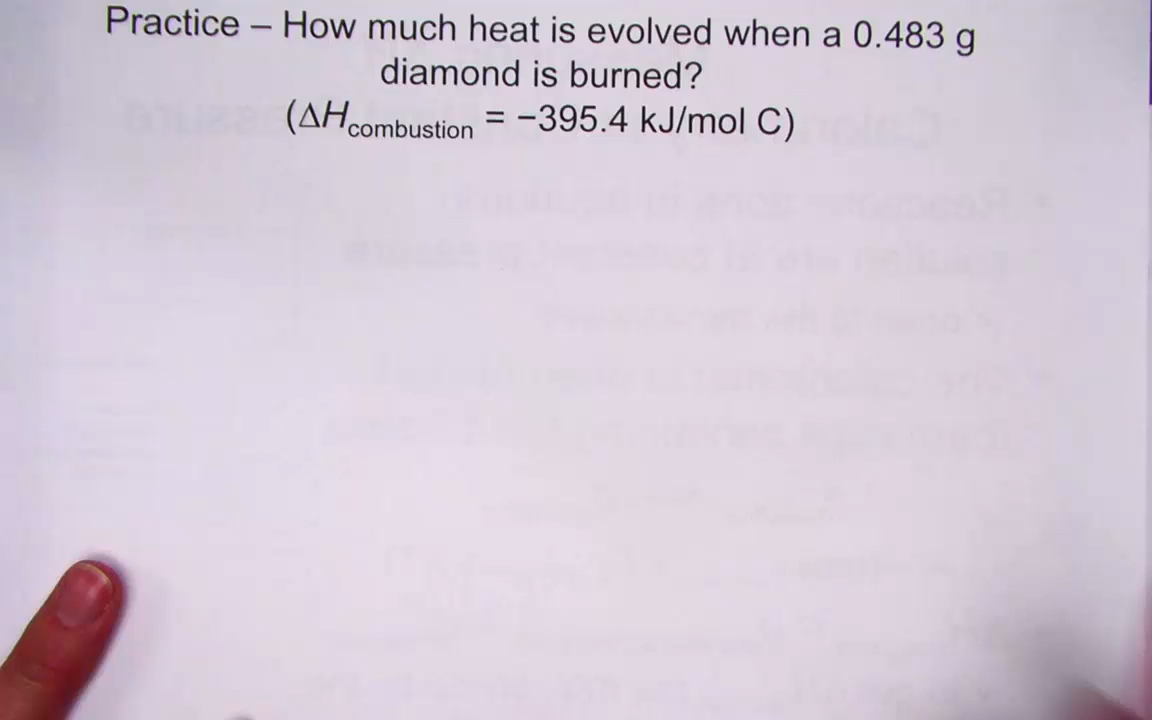 Practice – How much heat is evolved when a 0.483 g
diamond is burned?
(ΔHcombustion = −395.4 kJ/mol C)